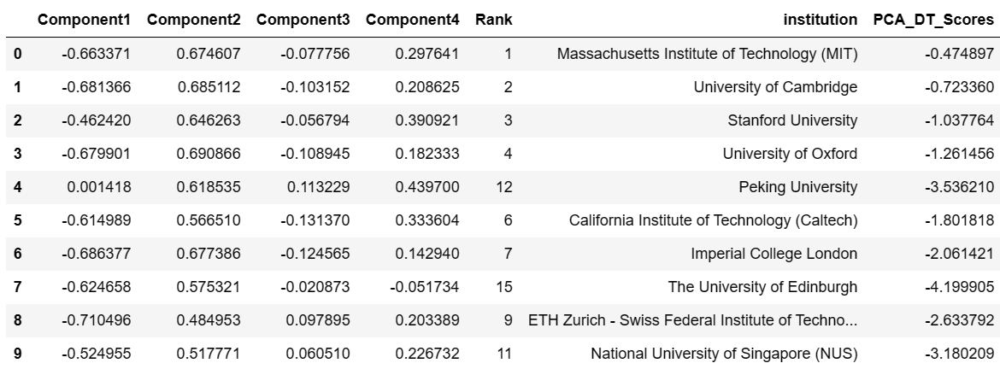 Component1 Component2 Component3 Component4 Rank institution PCA_DT_Scores
0 -0.663371 0.674607 -0.077756 0.297641 1 Massachusetts Institute of Technology (MIT) -0.474897
1 -0.681366 0.685112 -0.103152 0.208625 2 University of Cambridge -0.723360
2 -0.462420 0.646263 -0.056794 0.390921 3 Stanford University -1.037764
3 -0.679901 0.690866 -0.108945 0.182333 4 University of Oxford -1.261456
4 0.001418 0.618535 0.113229 0.439700 12 Peking University -3.536210
5 -0.614989 0.566510 -0.131370 0.333604 6 California Institute of Technology (Caltech) -1.801818
6 -0.686377 0.677386 -0.124565 0.142940 7 Imperial College London -2.061421
7 -0.624658 0.575321 -0.020873 -0.051734 15 The University of Edinburgh -4.199905
8 -0.710496 0.484953 0.097895 0.203389 9 ETH Zurich - Swiss Federal Institute of Techno... -2.633792
9 -0.524955 0.517771 0.060510 0.226732 11 National University of Singapore (NUS) -3.180209